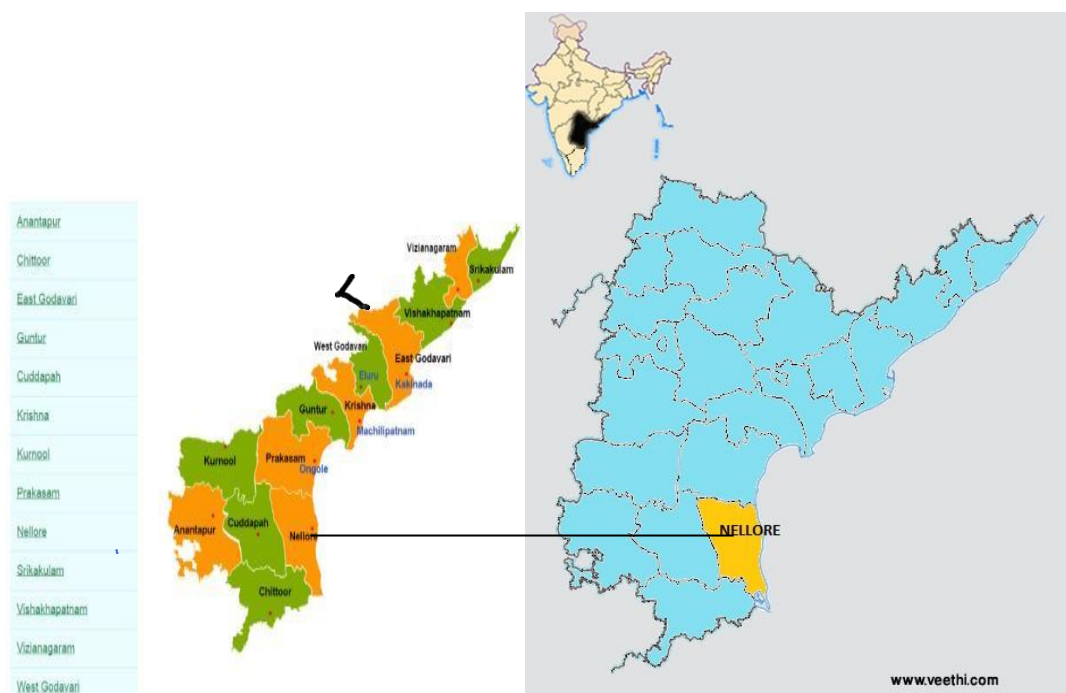 Anantapur
Chittoor
East Godavari
Guntur
Cuddapah
Krishna
Kurnool
Prakasam
Nellore
Srikakulam
Vishakhapatnam
Vizianagaram
West Godavari
Vizianagaram
Srikakulam
Vishakhapatnam
West Godavari
East Godavari
Eluru
Kakinada
Guntur
Krishna
Machilipatnam
Kurnool
Prakasam
Ongole
Anantapur
Cuddapah
Nellore
Chittoor
NELLORE
www.veethi.com